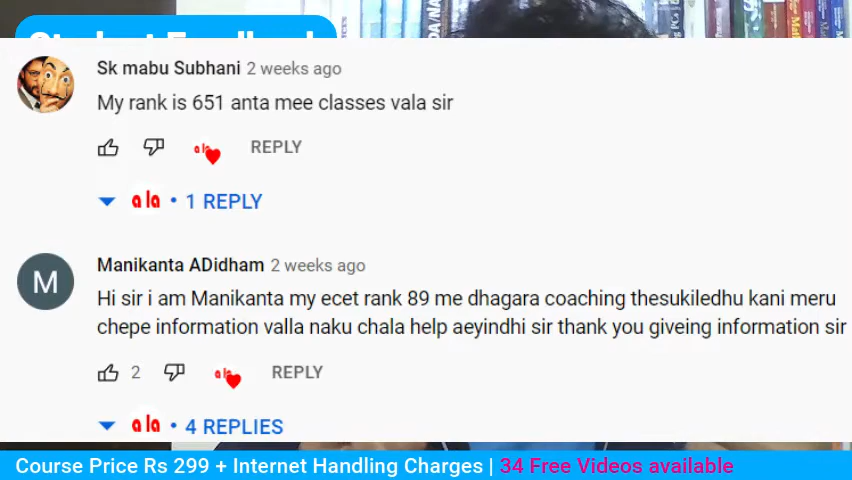 Student Feedback
Sk mabu Subhani 2 weeks ago
My rank is 651 anta mee classes vala sir
ala
REPLY
ala • 1 REPLY
M
Manikanta ADidham 2 weeks ago
Hi sir i am Manikanta my ecet rank 89 me dhagara coaching thesukiledhu kani meru
chepe information valla naku chala help aeyindhi sir thank you giveing information sir
2
REPLY
ala • 4 REPLIES
Course Price Rs 299 + Internet Handling Charges | 34 Free Videos available